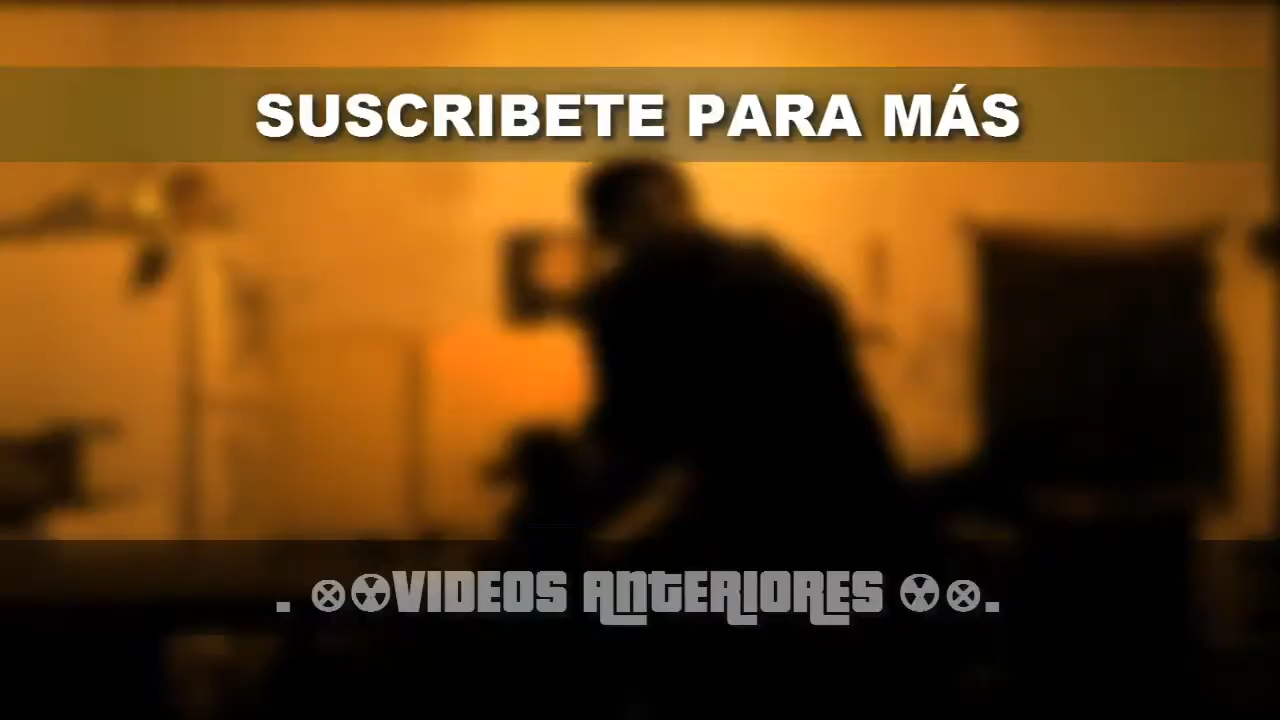 SUSCRIBETE PARA MÁS
. ⊗☢VIDEOS ANTERIORES ☢⊗.